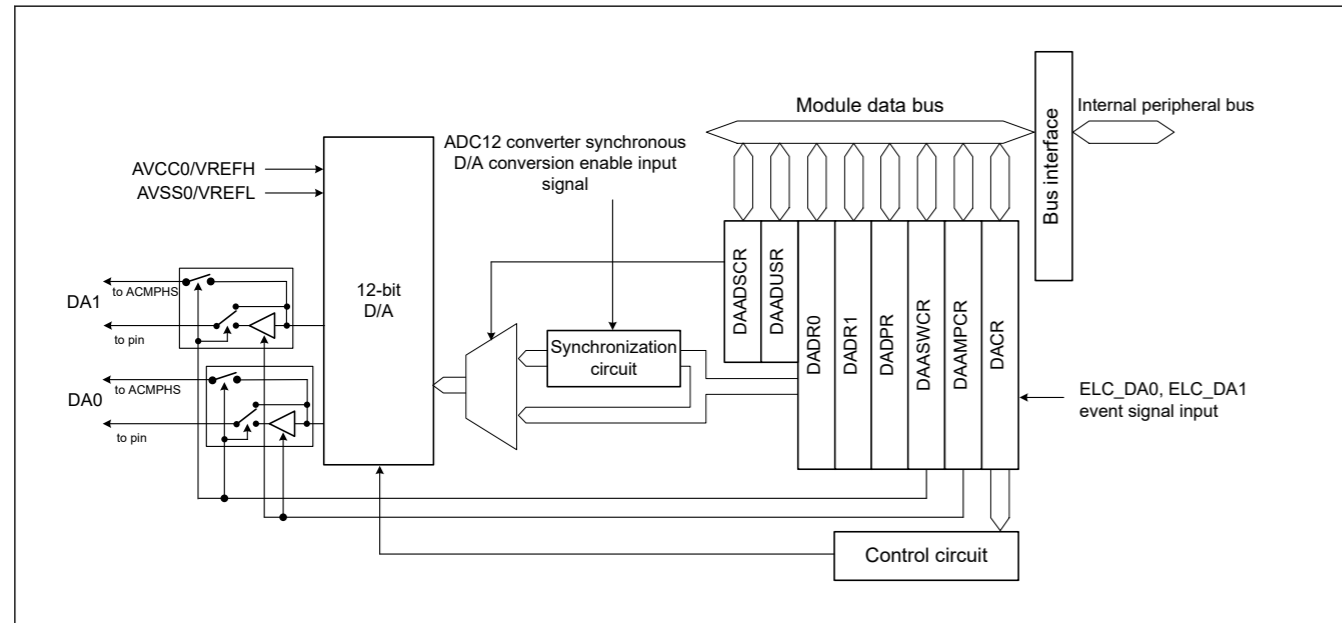 Module data bus
Internal peripheral bus
Bus interface
ADC12 converter synchronous
D/A conversion enable input
signal
AVCC0/VREFH
AVSS0/VREFL
12-bit
D/A
DA1
to ACMPHS
to pin
DA0
to ACMPHS
to pin
Synchronization
circuit
DAADSCR
DAADUSR
DADR0
DADR1
DADPR
DAASWCR
DAAMPCR
DACR
ELC_DA0, ELC_DA1
event signal input
Control circuit